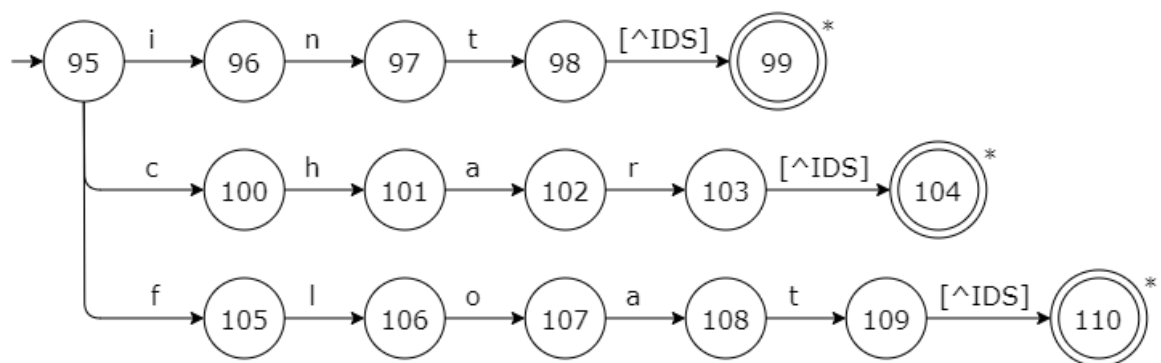 i n t [^IDS] *
95 96 97 98 99
c h a r [^IDS] *
100 101 102 103 104
f l o a t [^IDS] *
105 106 107 108 109 110